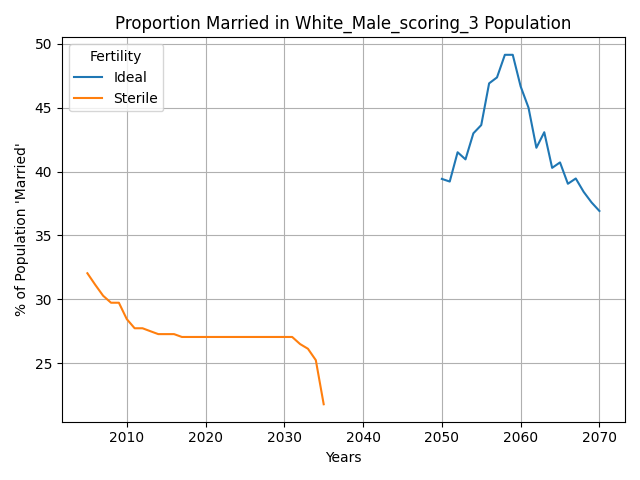 Proportion Married in White_Male_scoring_3 Population
% of Population 'Married'
50
45
40
35
30
25
Fertility
Ideal
Sterile
2010 2020 2030 2040 2050 2060 2070
Years